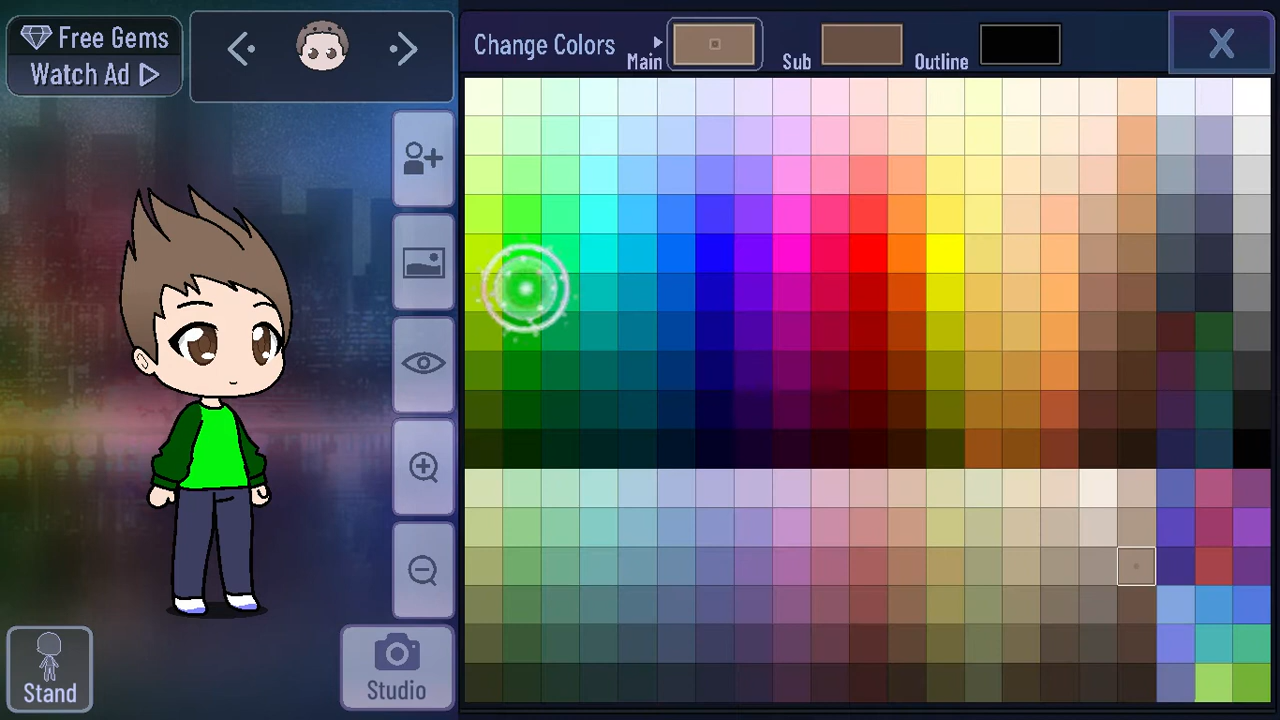 Free Gems
Watch Ad
Change Colors
Main
Sub
Outline
Stand
Studio